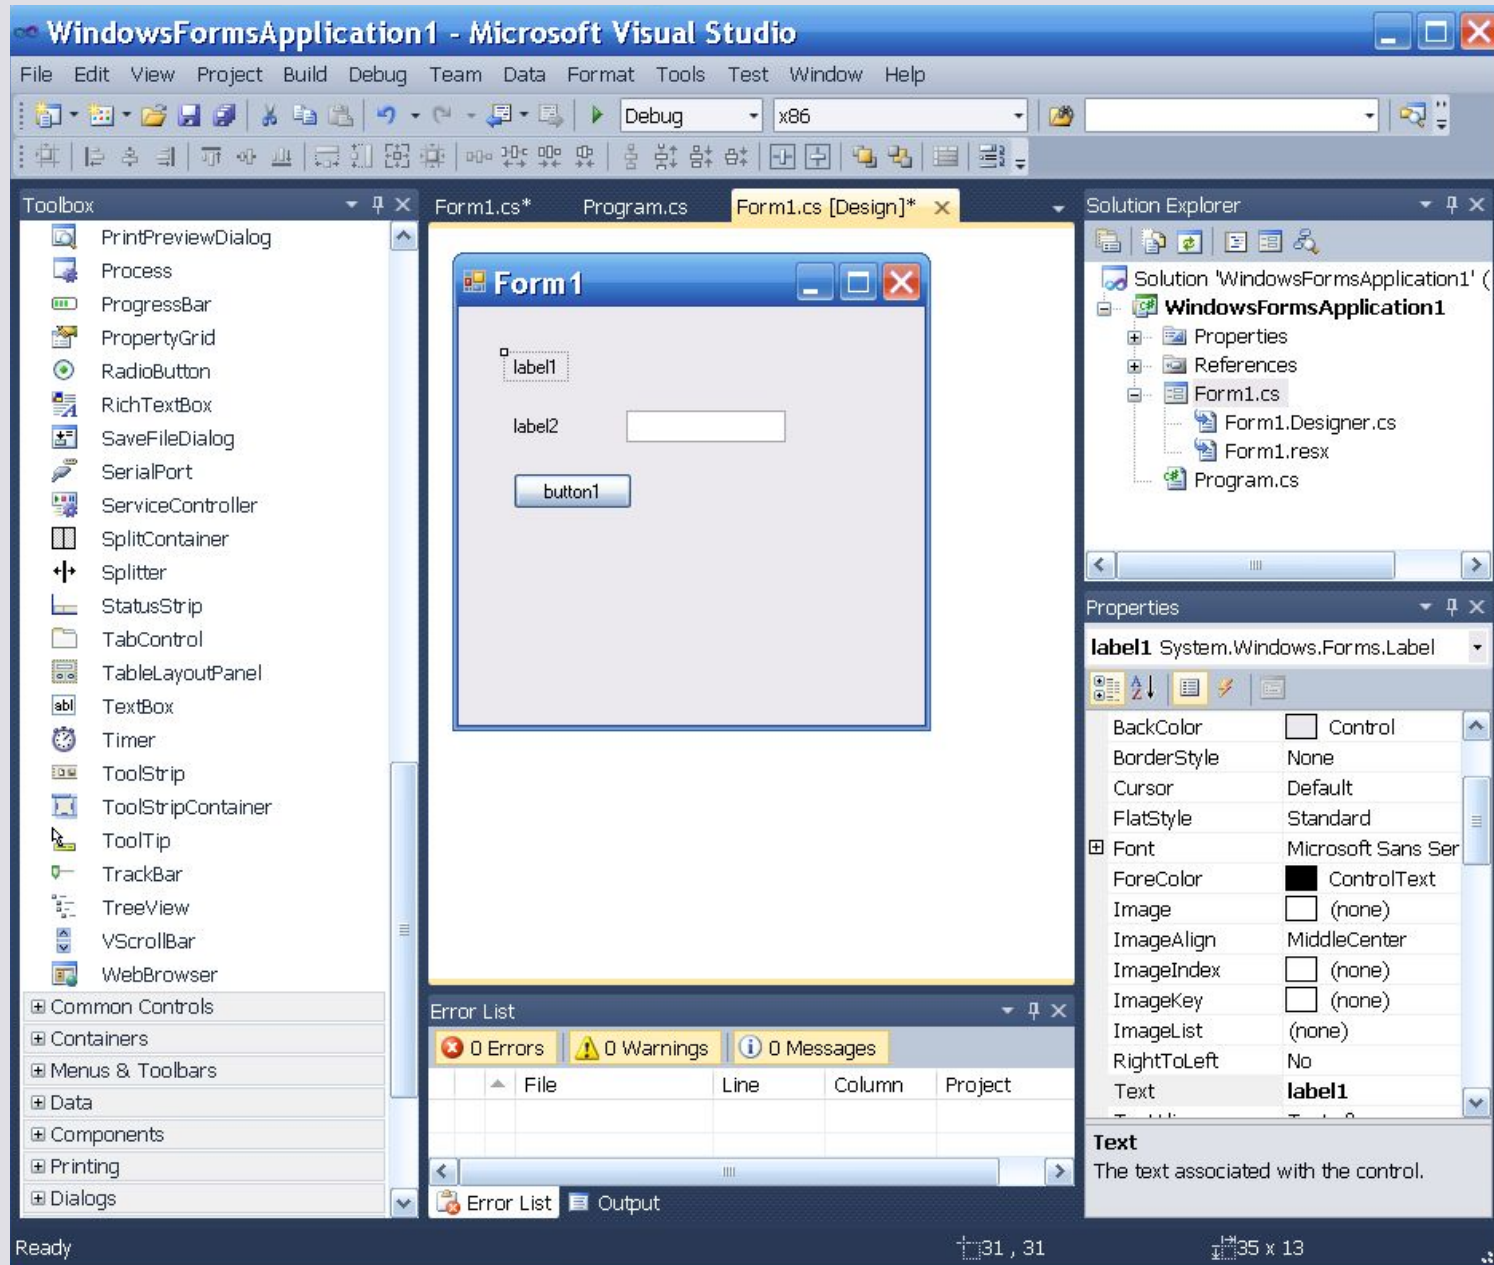 WindowsFormsApplication1 - Microsoft Visual Studio
File Edit View Project Build Debug Team Data Format Tools Test Window Help
Debug x86
Toolbox
PrintPreviewDialog
Process
ProgressBar
PropertyGrid
RadioButton
RichTextBox
SaveFileDialog
SerialPort
ServiceController
SplitContainer
Splitter
StatusStrip
TabControl
TableLayoutPanel
abl TextBox
Timer
ToolStrip
ToolStripContainer
ToolTip
TrackBar
TreeView
VScrollBar
WebBrowser
Common Controls
Containers
Menus & Toolbars
Data
Components
Printing
Dialogs
Form1.cs* Program.cs Form1.cs [Design]*
Form1
label1
label2
button1
Error List
0 Errors 0 Warnings 0 Messages
File Line Column Project
Error List Output
Solution Explorer
Solution 'WindowsFormsApplication1' (
WindowsFormsApplication1
Properties
References
Form1.cs
Form1.Designer.cs
Form1.resx
Program.cs
Properties
label1 System.Windows.Forms.Label
BackColor Control
BorderStyle None
Cursor Default
FlatStyle Standard
Font Microsoft Sans Ser
ForeColor ControlText
Image (none)
ImageAlign MiddleCenter
ImageIndex (none)
ImageKey (none)
ImageList (none)
RightToLeft No
Text label1
Text
The text associated with the control.
Ready 31 , 31 35 x 13